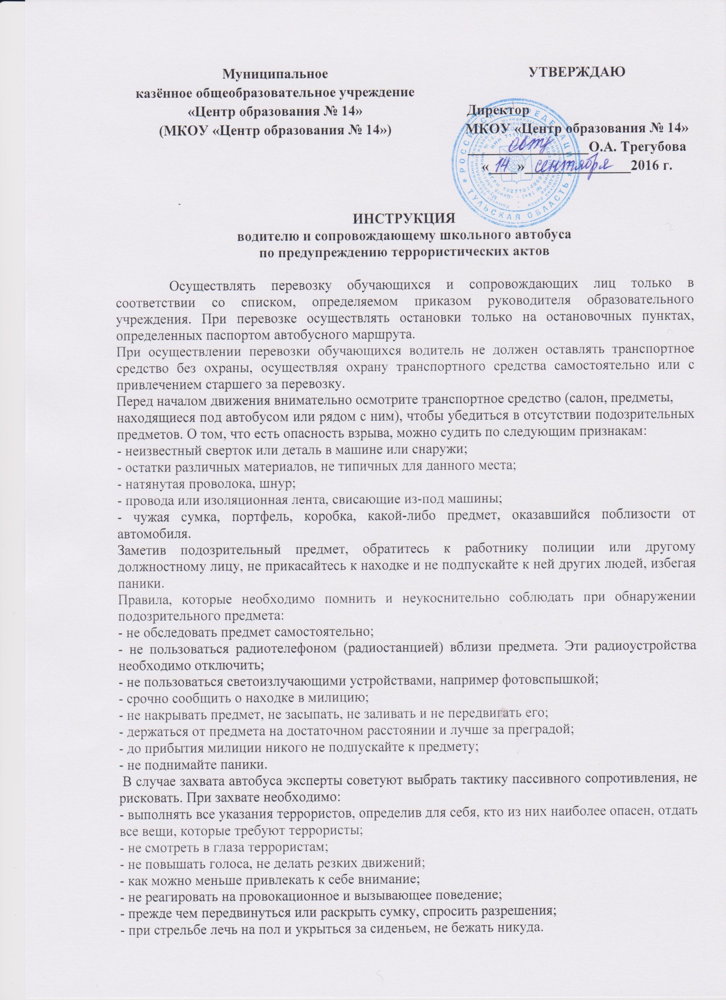 Муниципальное
казённое общеобразовательное учреждение
«Центр образования № 14»
(МКОУ «Центр образования № 14»)
УТВЕРЖДАЮ
Директор
МКОУ «Центр образования № 14»
О.А. Трегубова
« 14 » сентября 2016 г.
РОССИЙСКАЯ ФЕДЕРАЦИЯ
ТУЛЬСКАЯ ОБЛАСТЬ
ИНСТРУКЦИЯ
водителю и сопровождающему школьного автобуса
по предупреждению террористических актов
Осуществлять перевозку обучающихся и сопровождающих лиц только в
соответствии со списком, определяемом приказом руководителя образовательного
учреждения. При перевозке осуществлять остановки только на остановочных пунктах,
определенных паспортом автобусного маршрута.
При осуществлении перевозки обучающихся водитель не должен оставлять транспортное
средство без охраны, осуществляя охрану транспортного средства самостоятельно или с
привлечением старшего за перевозку.
Перед началом движения внимательно осмотрите транспортное средство (салон, предметы,
находящиеся под автобусом или рядом с ним), чтобы убедиться в отсутствии подозрительных
предметов. О том, что есть опасность взрыва, можно судить по следующим признакам:
- неизвестный сверток или деталь в машине или снаружи;
- остатки различных материалов, не типичных для данного места;
- натянутая проволока, шнур;
- провода или изоляционная лента, свисающие из-под машины;
- чужая сумка, портфель, коробка, какой-либо предмет, оказавшийся поблизости от
автомобиля.
Заметив подозрительный предмет, обратитесь к работнику полиции или другому
должностному лицу, не прикасайтесь к находке и не подпускайте к ней других людей, избегая
паники.
Правила, которые необходимо помнить и неукоснительно соблюдать при обнаружении
подозрительного предмета:
- не обследовать предмет самостоятельно;
- не пользоваться радиотелефоном (радиостанцией) вблизи предмета. Эти радиоустройства
необходимо отключить;
- не пользоваться светоизлучающими устройствами, например фотовспышкой;
- срочно сообщить о находке в милицию;
- не накрывать предмет, не засыпать, не заливать и не передвигать его;
- держаться от предмета на достаточном расстоянии и лучше за преградой;
- до прибытия милиции никого не подпускайте к предмету;
- не поднимайте паники.
В случае захвата автобуса эксперты советуют выбрать тактику пассивного сопротивления, не
рисковать. При захвате необходимо:
- выполнять все указания террористов, определив для себя, кто из них наиболее опасен, отдать
все вещи, которые требуют террористы;
- не смотреть в глаза террористам;
- не повышать голоса, не делать резких движений;
- как можно меньше привлекать к себе внимание;
- не реагировать на провокационное и вызывающее поведение;
- прежде чем передвинуться или раскрыть сумку, спросить разрешения;
- при стрельбе лечь на пол и укрыться за сиденьем, не бежать никуда.